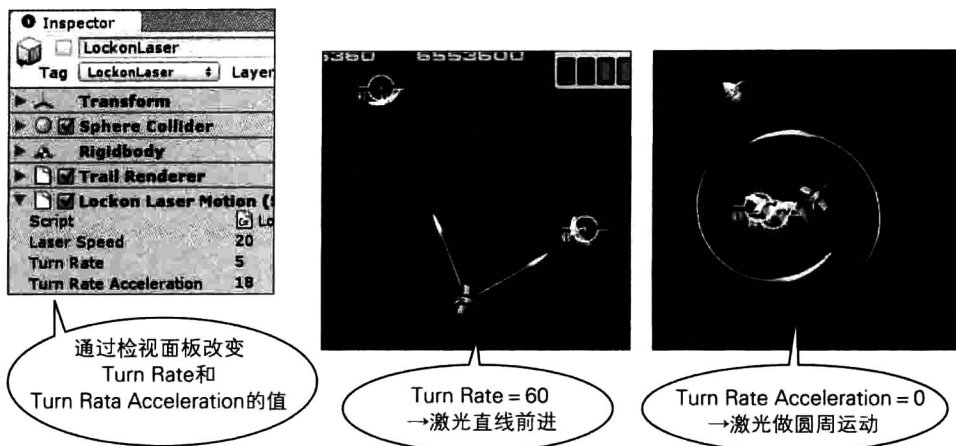 Inspector
LockonLaser
Tag LockonLaser Layer
Transform
Sphere Collider
Rigidbody
Trail Renderer
Lockon Laser Motion (S
Script Lo
Laser Speed 20
Turn Rate 5
Turn Rate Acceleration 18
通过检视面板改变
Turn Rate和
Turn Rata Acceleration的值
5360 6553600
Turn Rate = 60
→激光直线前进
Turn Rate Acceleration = 0
→激光做圆周运动